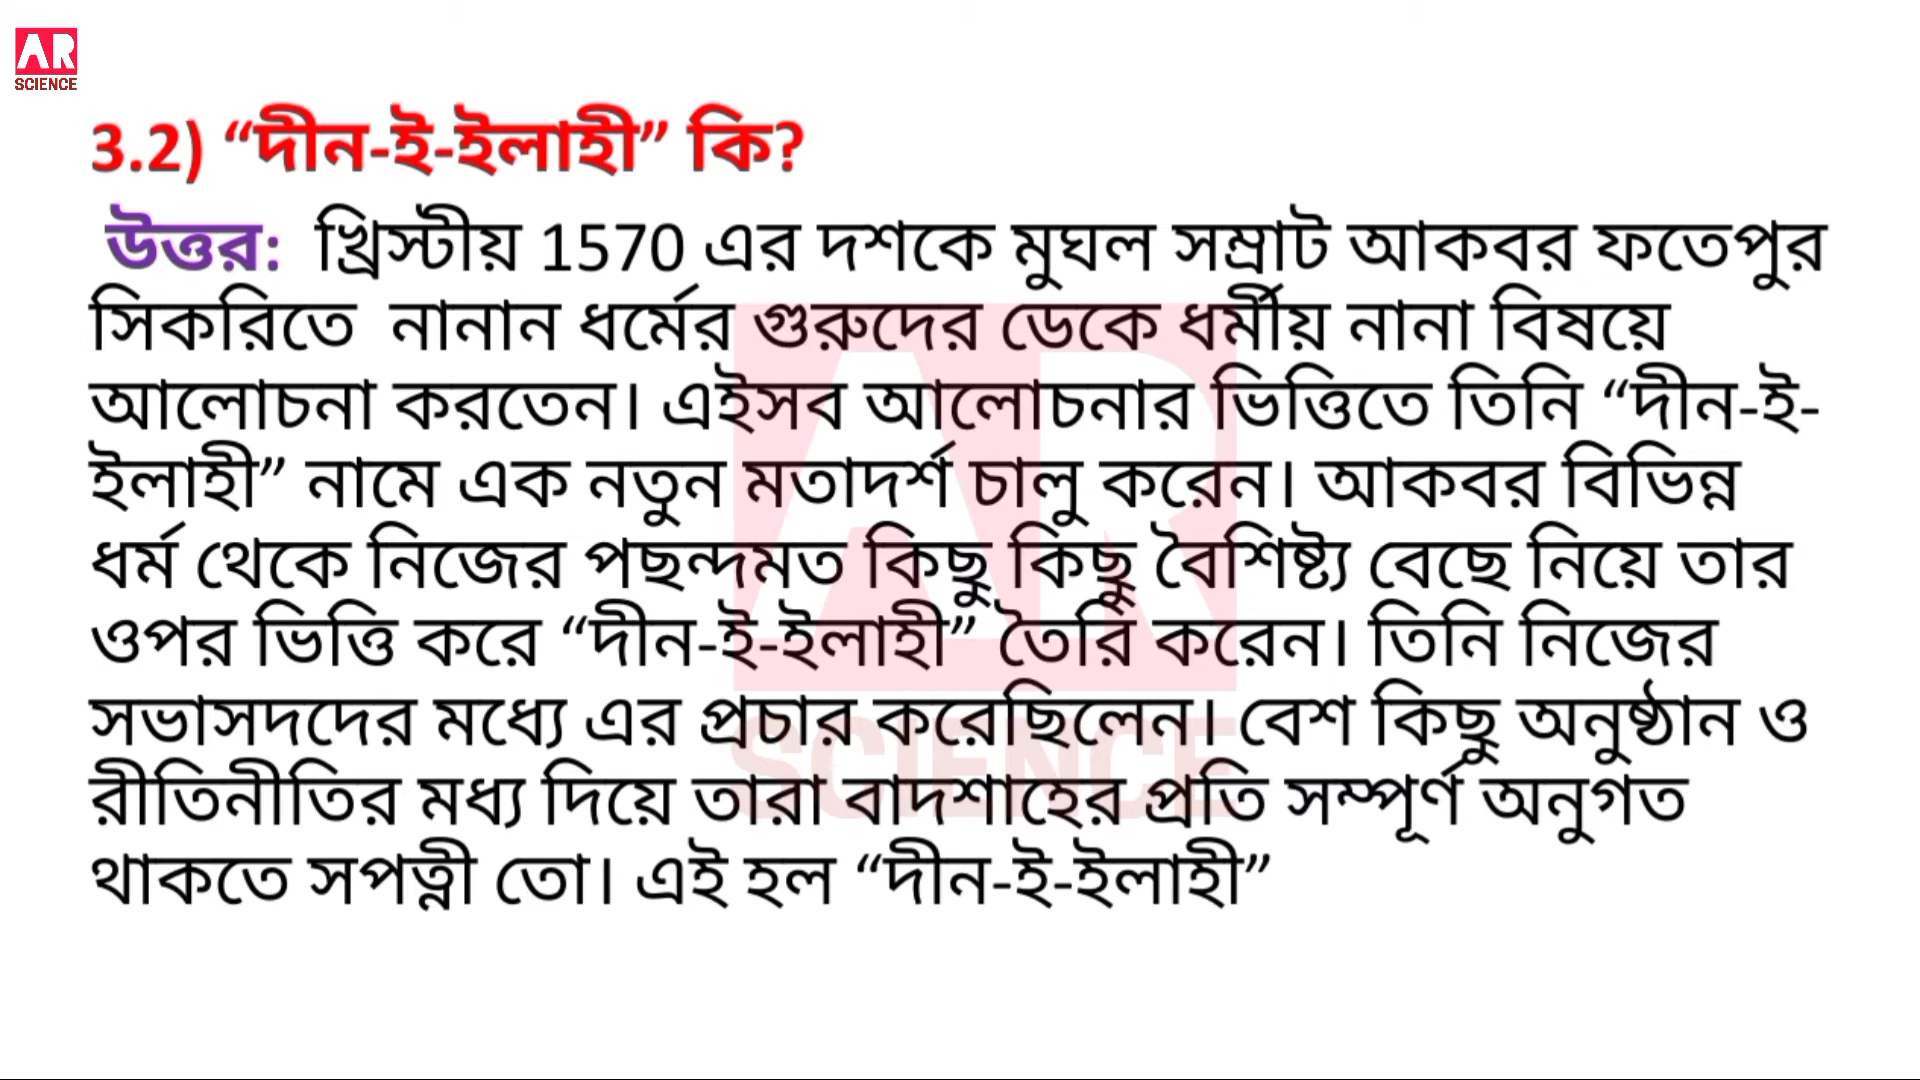 AR
SCIENCE
3.2) “দীন-ই-ইলাহী” কি?
উত্তর: খ্রিস্টীয় 1570 এর দশকে মুঘল সম্রাট আকবর ফতেপুর
সিকরিতে নানান ধর্মের গুরুদের ডেকে ধর্মীয় নানা বিষয়ে
আলোচনা করতেন। এইসব আলোচনার ভিত্তিতে তিনি “দীন-ই-
ইলাহী” নামে এক নতুন মতাদর্শ চালু করেন। আকবর বিভিন্ন
ধর্ম থেকে নিজের পছন্দমত কিছু কিছু বৈশিষ্ট্য বেছে নিয়ে তার
ওপর ভিত্তি করে “দীন-ই-ইলাহী” তৈরি করেন। তিনি নিজের
সভাসদদের মধ্যে এর প্রচার করেছিলেন। বেশ কিছু অনুষ্ঠান ও
রীতিনীতির মধ্য দিয়ে তারা বাদশাহের প্রতি সম্পূর্ণ অনুগত
থাকতে সপত্নী তো। এই হল “দীন-ই-ইলাহী”
AR
SCIENCE